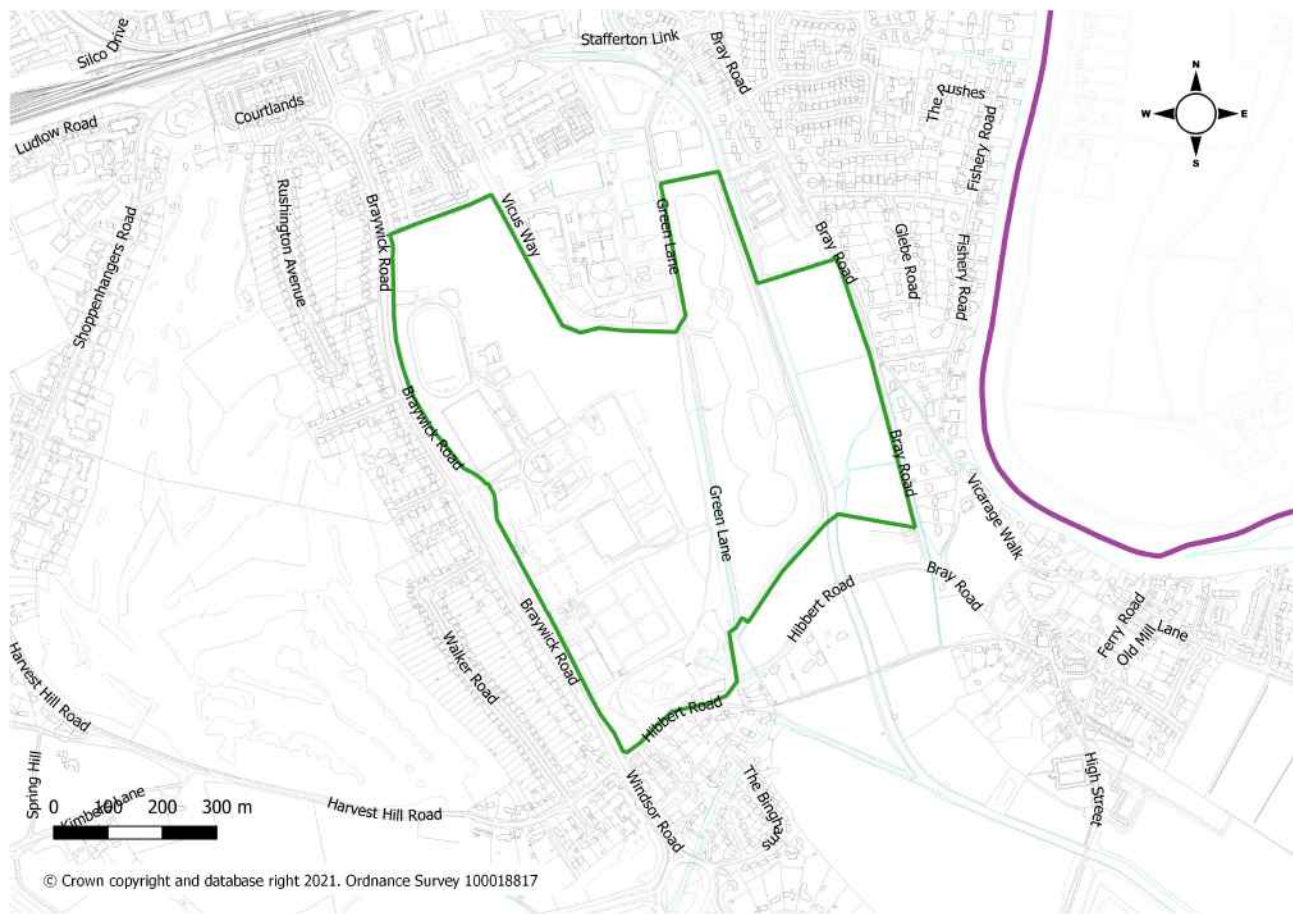 Silco Drive
Stafferton Link
Bray Road
The Rushes
Fishery Road
N
W
E
S
Courtlands
Ludlow Road
Shoppenhangers Road
Rushington Avenue
Braywick Road
Vicus Way
Green Lane
Bray Road
Glebe Road
Fishery Road
Braywick Road
Bray Road
Green Lane
Vicarage Walk
Bray Road
Hibbert Road
Ferry Road
Old Mill Lane
Braywick Road
Walker Road
Harvest Hill Road
Hibbert Road
Spring Hill
Windsor Road
The Binghams
High Street
0 100 200 300 m
Harvest Hill Road
© Crown copyright and database right 2021. Ordnance Survey 100018817